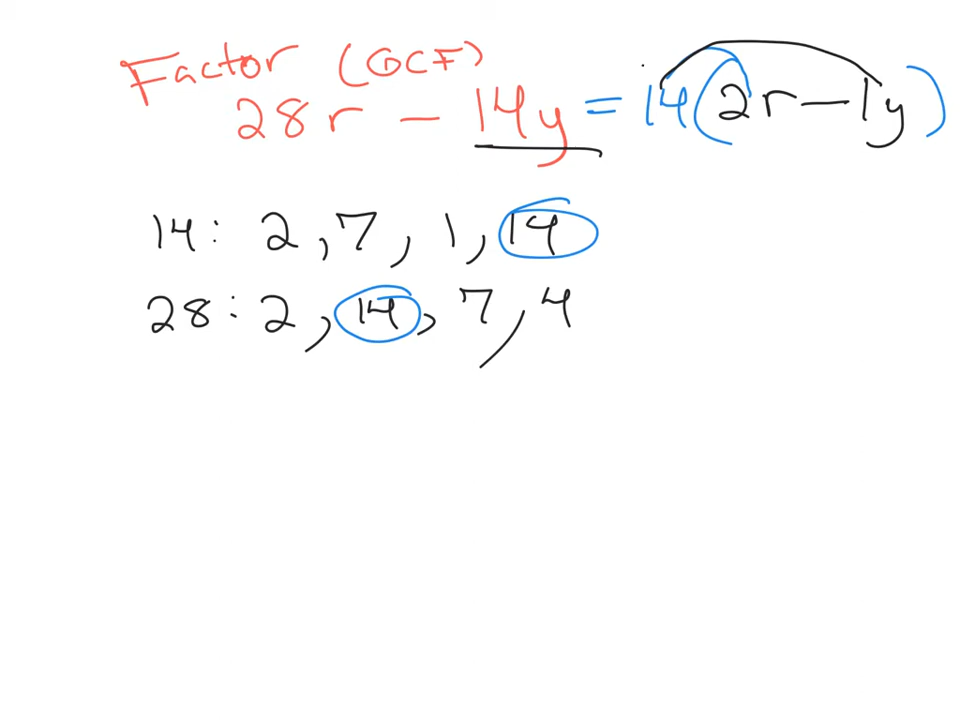 Factor (GCF)
28r - 14y = 14(2r - 1y)
14: 2, 7, 1, 14
28: 2, 14, 7, 4